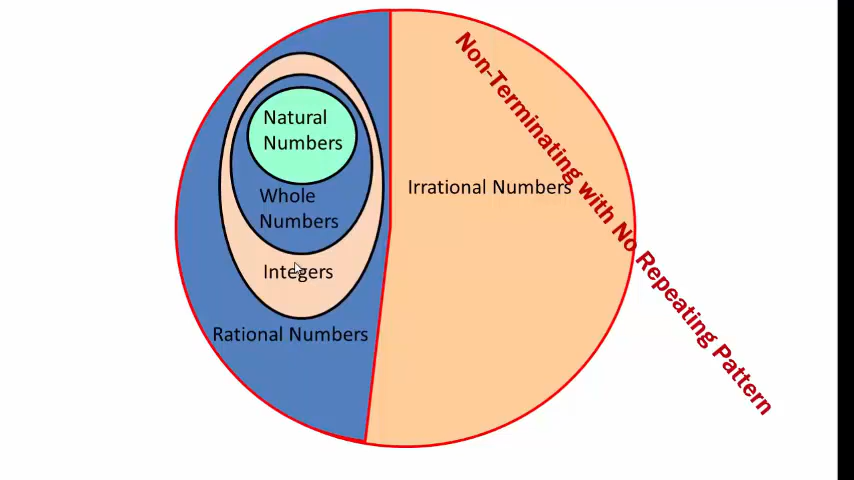 Natural
Numbers
Whole
Numbers
Integers
Rational Numbers
Irrational Numbers
Non-Terminating with No Repeating Pattern